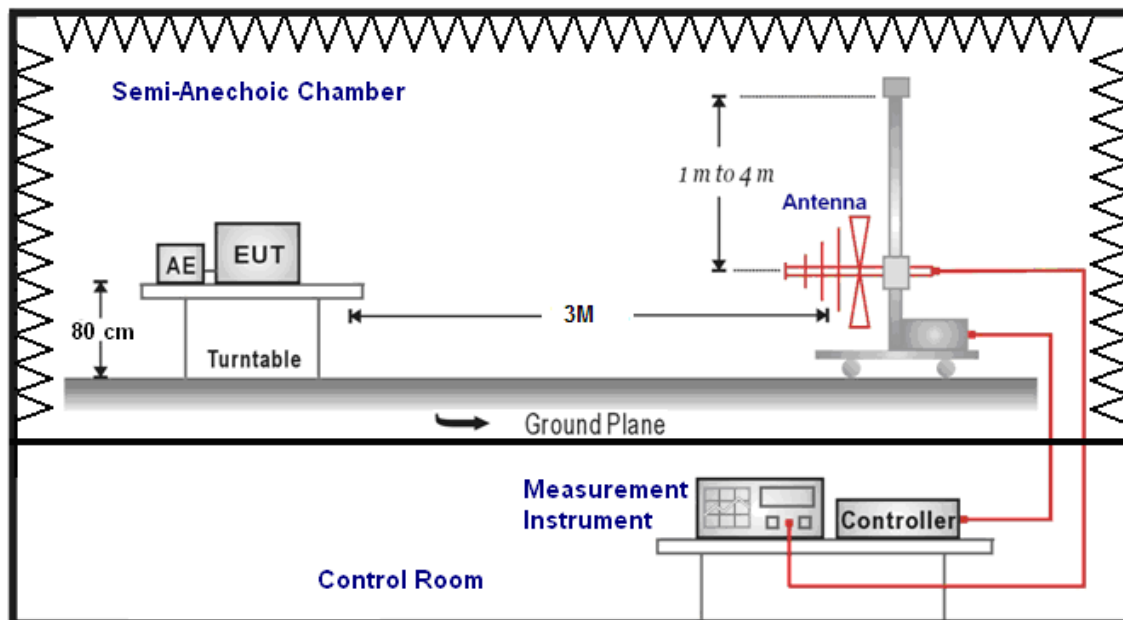 Semi-Anechoic Chamber
1 m to 4 m
Antenna
AE
EUT
80 cm
3M
Turntable
Ground Plane
Measurement
Instrument
Controller
Control Room